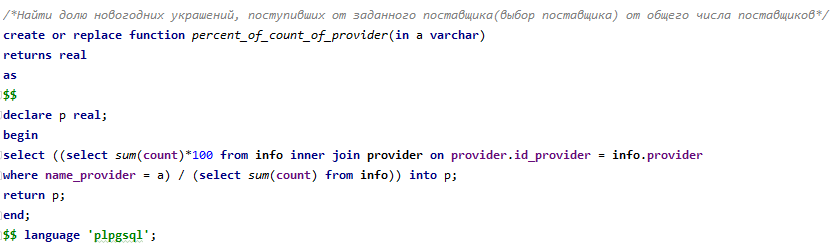 /*Найти долю новогодних украшений, поступивших от заданного поставщика(выбор поставщика) от общего числа поставщиков*/
create or replace function percent_of_count_of_provider(in a varchar)
returns real
as
$$
declare p real;
begin
select ((select sum(count)*100 from info inner join provider on provider.id_provider = info.provider
where name_provider = a) / (select sum(count) from info)) into p;
return p;
end;
$$ language 'plpgsql';